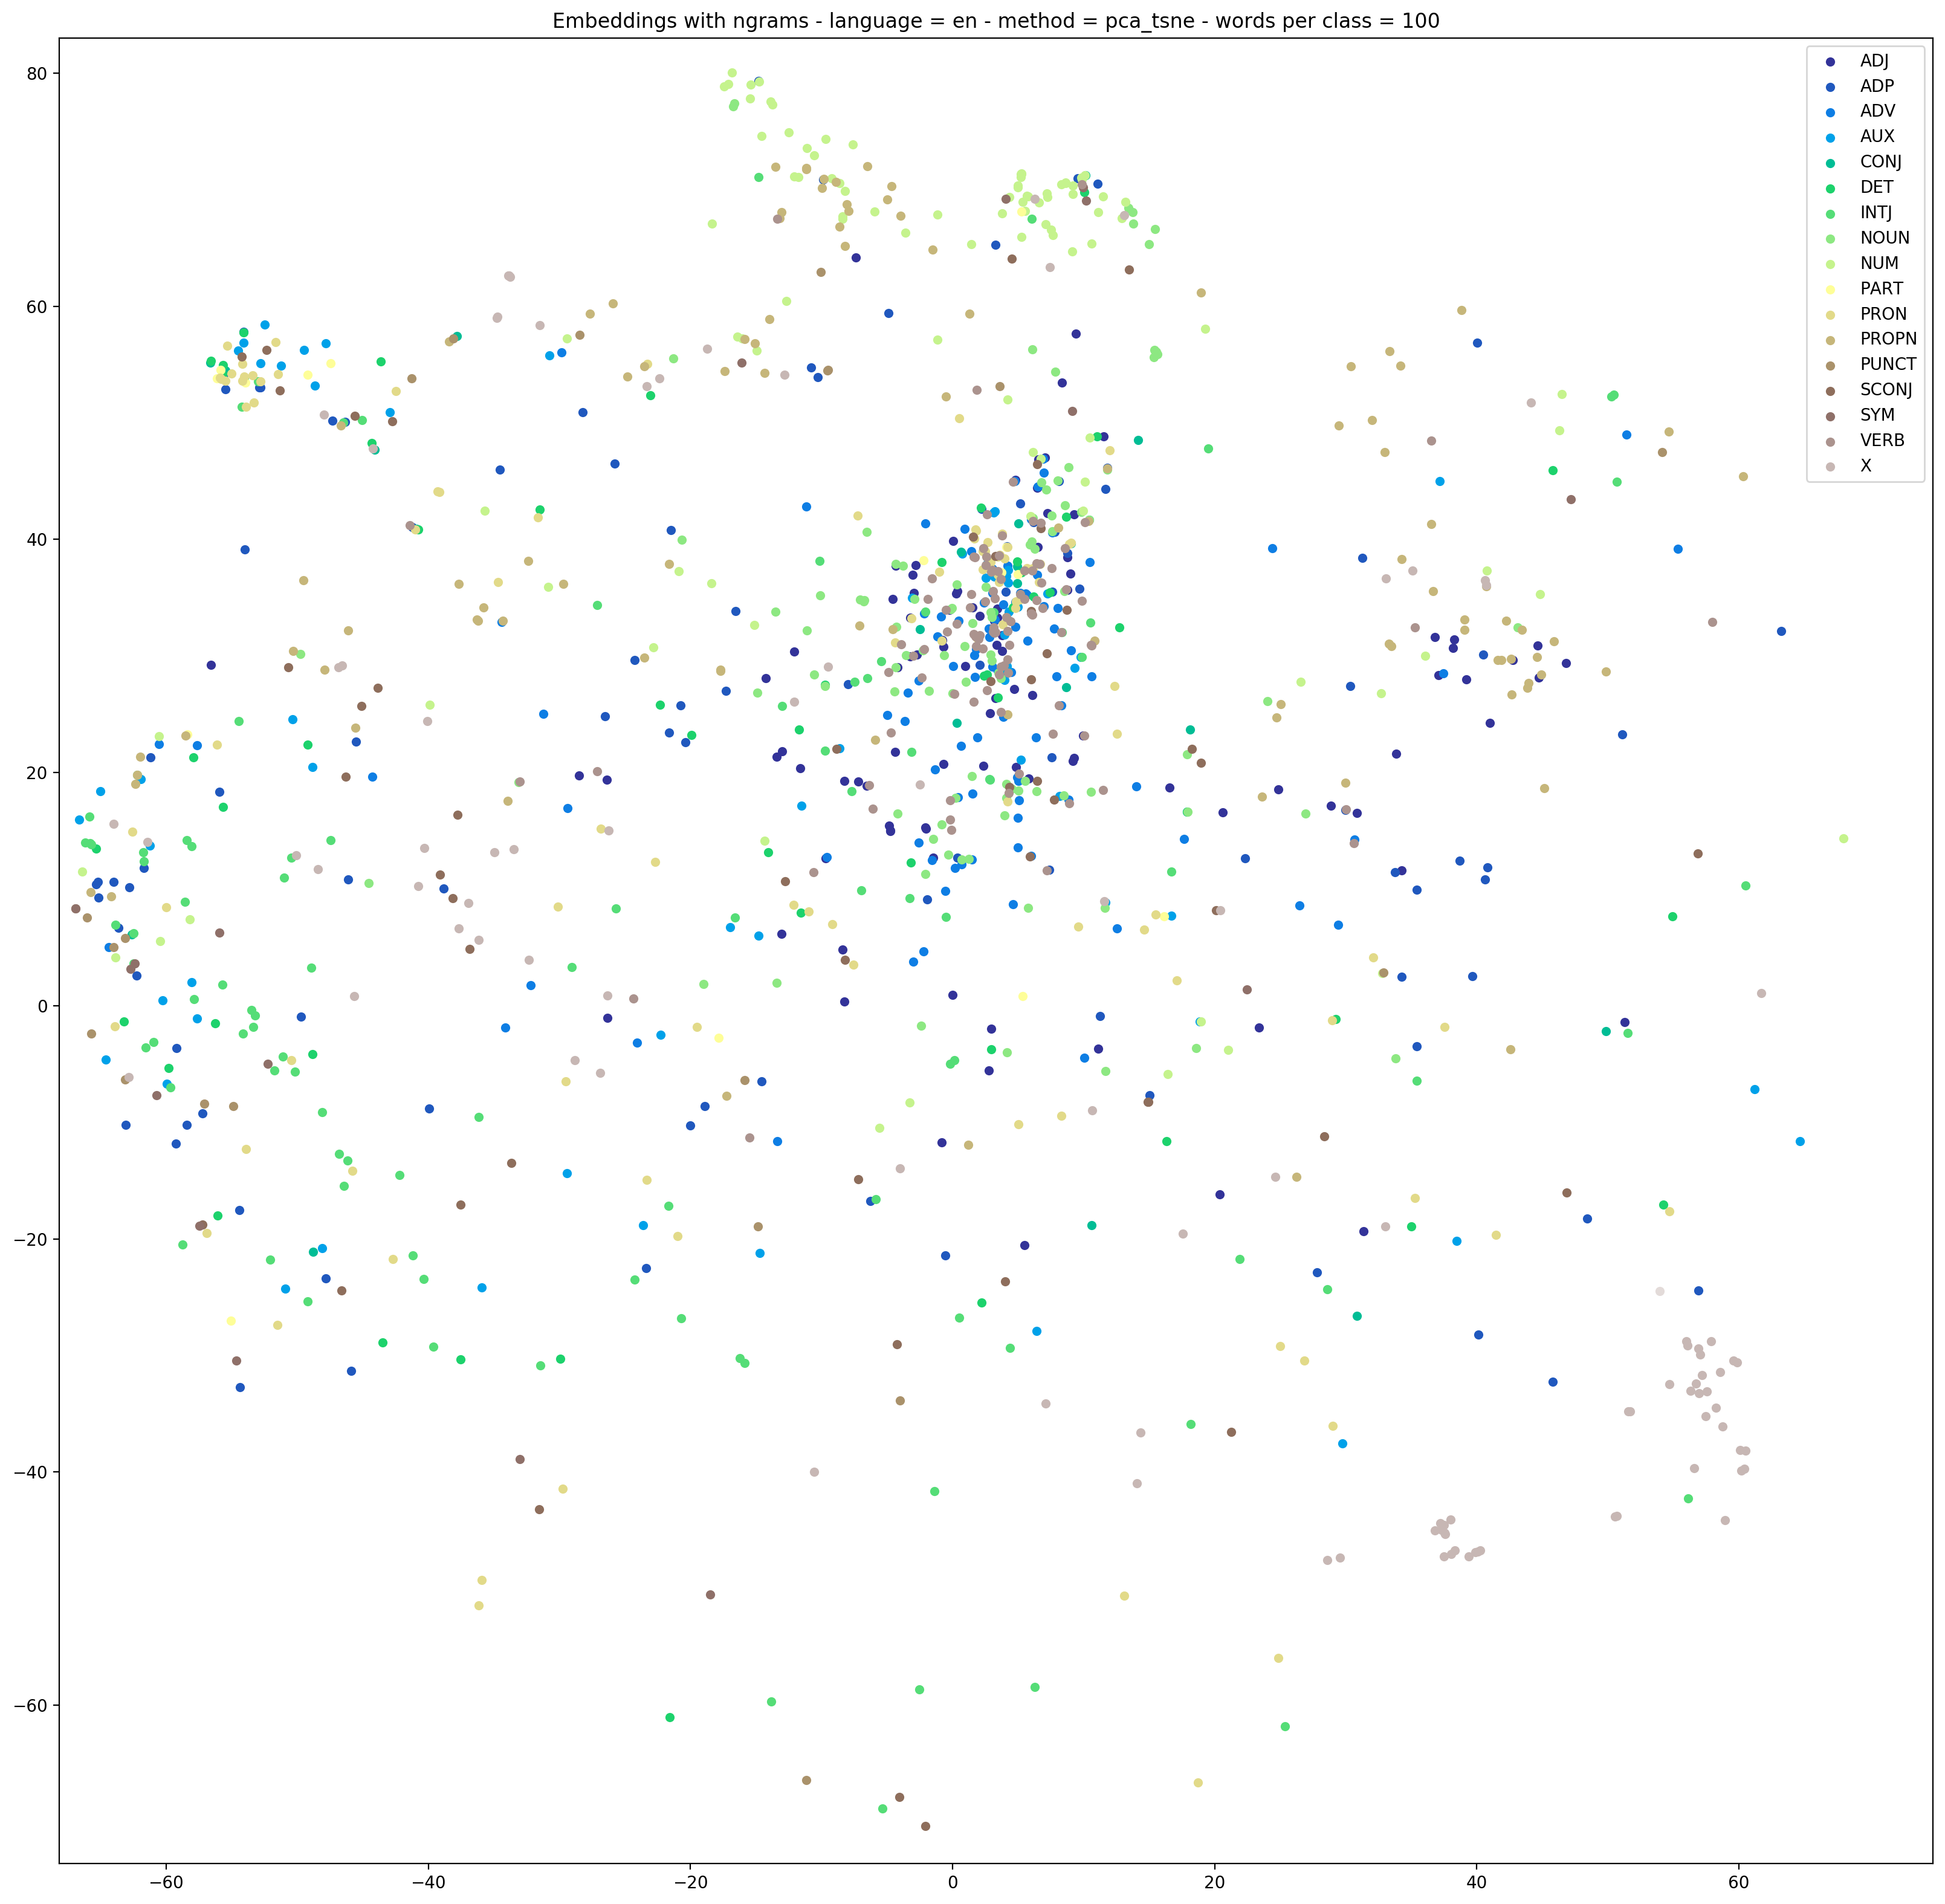 Embeddings with ngrams - language = en - method = pca_tsne - words per class = 100
80
60
40
20
0
−20
−40
−60
−60
−40
−20
0
20
40
60
ADJ
ADP
ADV
AUX
CONJ
DET
INTJ
NOUN
NUM
PART
PRON
PROPN
PUNCT
SCONJ
SYM
VERB
X